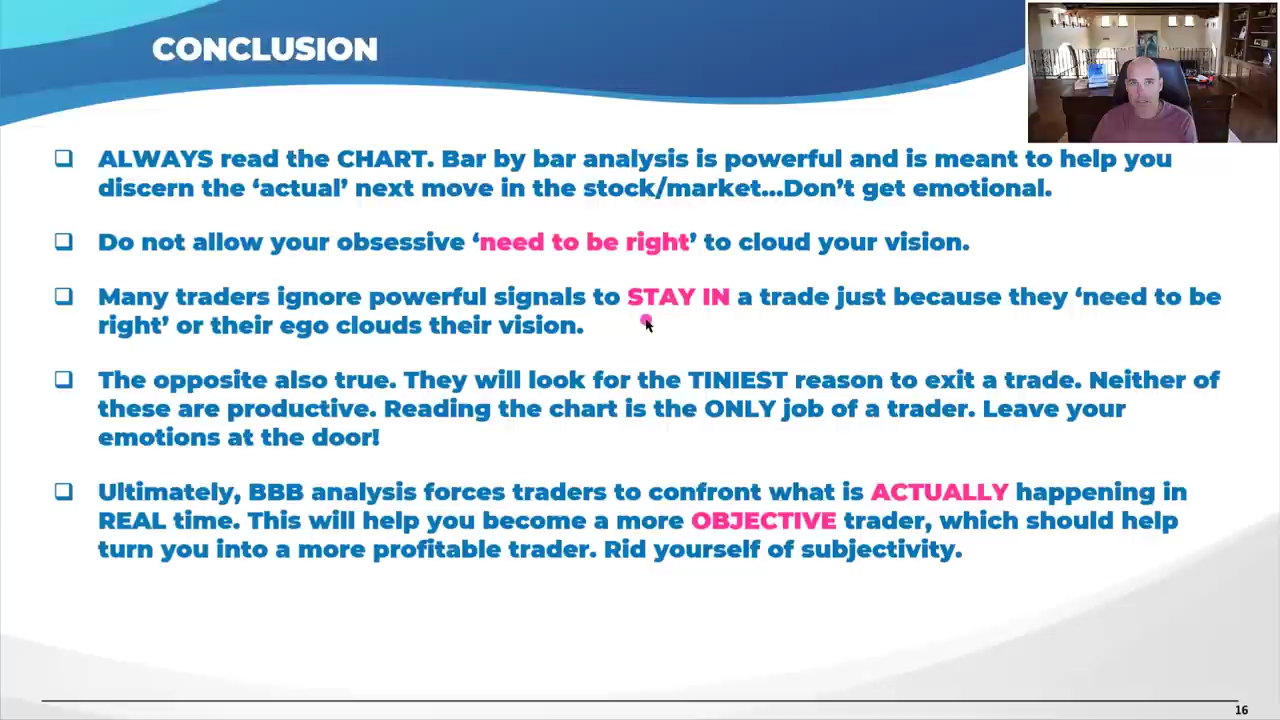 CONCLUSION
ALWAYS read the CHART. Bar by bar analysis is powerful and is meant to help you
discern the ‘actual’ next move in the stock/market...Don’t get emotional.
Do not allow your obsessive ‘need to be right’ to cloud your vision.
Many traders ignore powerful signals to STAY IN a trade just because they ‘need to be
right’ or their ego clouds their vision.
The opposite also true. They will look for the TINIEST reason to exit a trade. Neither of
these are productive. Reading the chart is the ONLY job of a trader. Leave your
emotions at the door!
Ultimately, BBB analysis forces traders to confront what is ACTUALLY happening in
REAL time. This will help you become a more OBJECTIVE trader, which should help
turn you into a more profitable trader. Rid yourself of subjectivity.
16